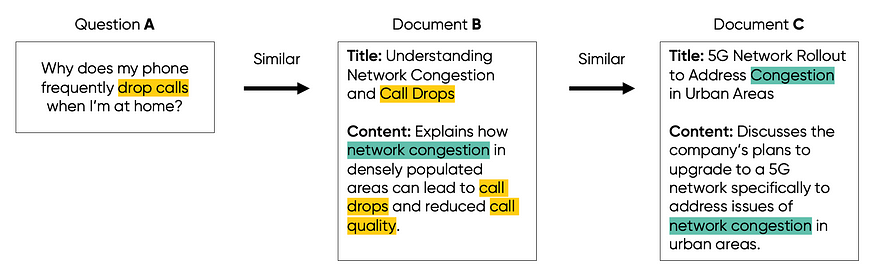 Question A
Why does my phone
frequently drop calls
when I'm at home?
Similar
Document B
Title: Understanding
Network Congestion
and Call Drops
Content: Explains how
network congestion in
densely populated
areas can lead to call
drops and reduced call
quality.
Similar
Document C
Title: 5G Network Rollout
to Address Congestion
in Urban Areas
Content: Discusses the
company's plans to
upgrade to a 5G
network specifically to
address issues of
network congestion in
urban areas.